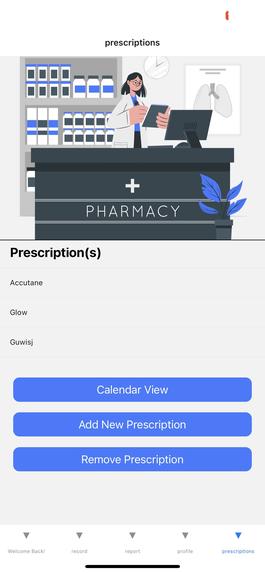 prescriptions
PHARMACY
Prescription(s)
Accutane
Glow
Guwisj
Calendar View
Add New Prescription
Remove Prescription
Welcome Back!
record
report
profile
prescriptions